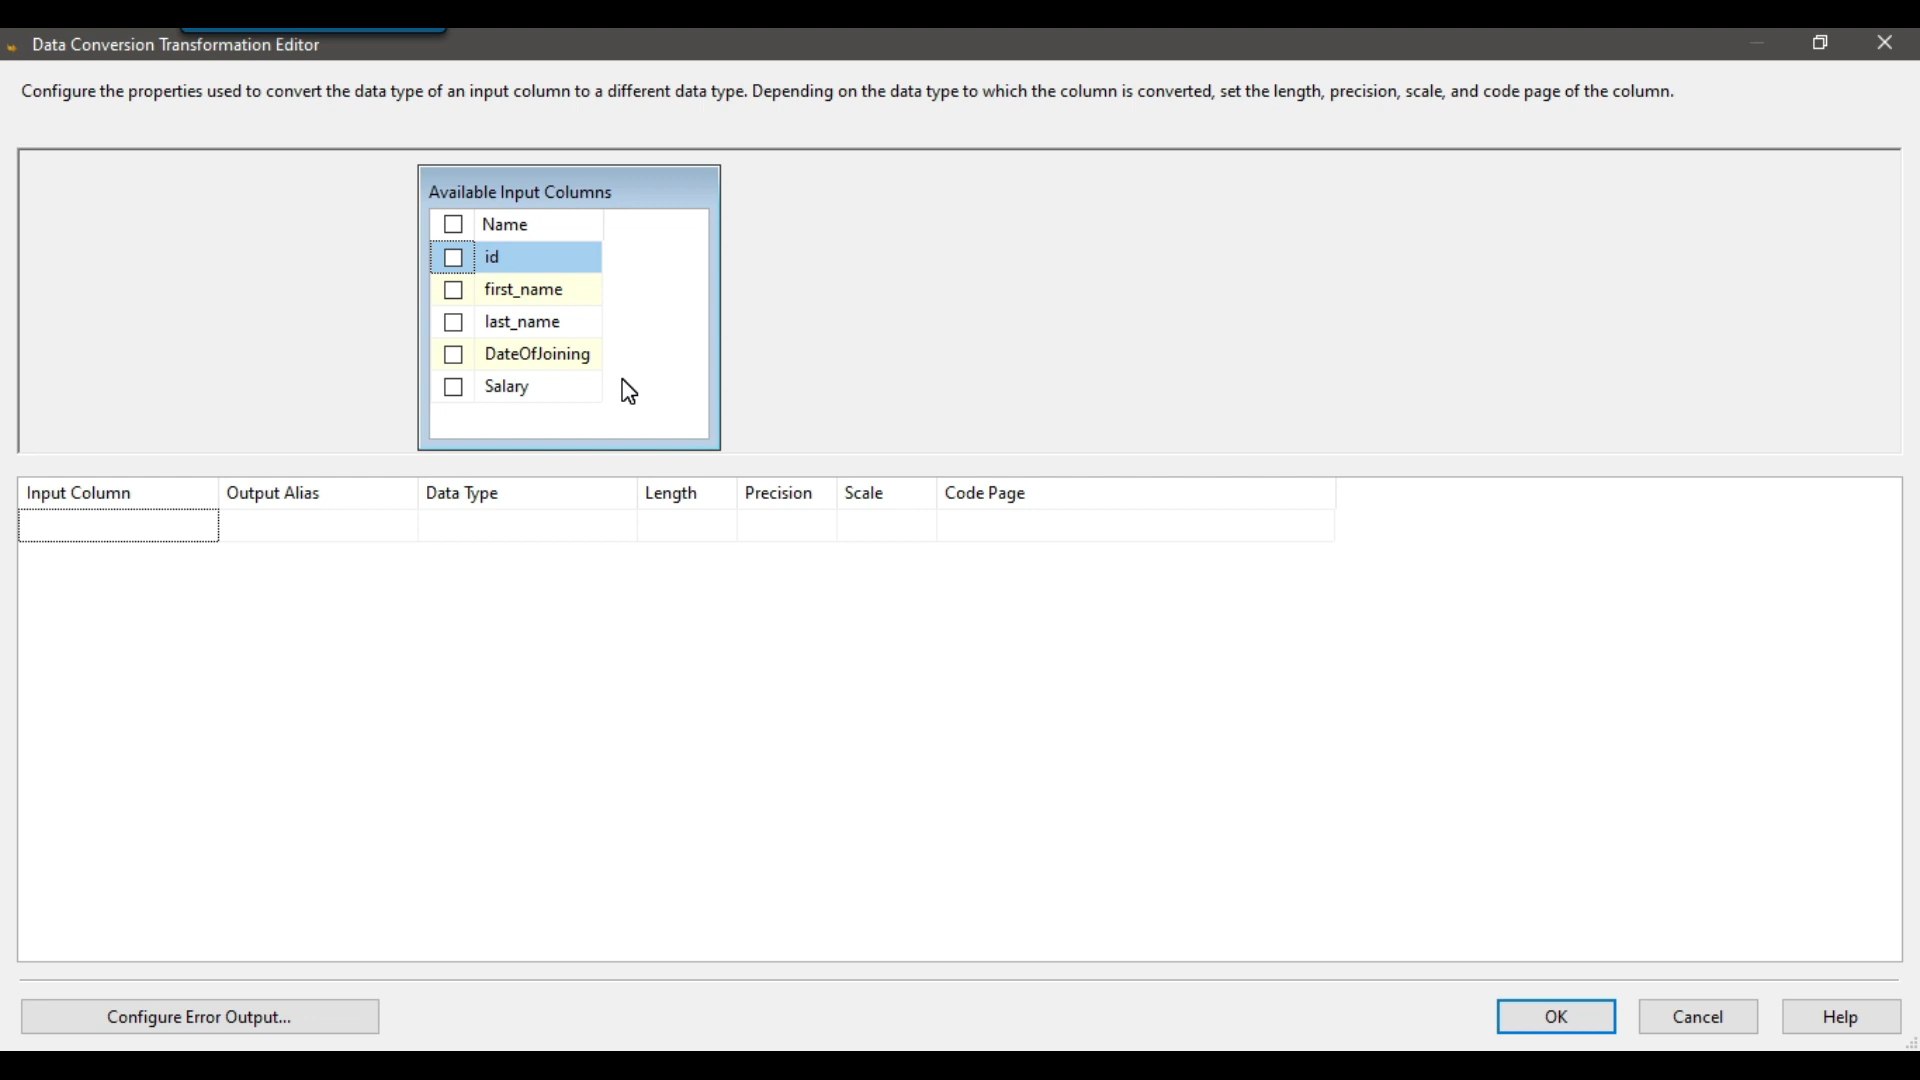 Data Conversion Transformation Editor
Configure the properties used to convert the data type of an input column to a different data type. Depending on the data type to which the column is converted, set the length, precision, scale, and code page of the column.
Available Input Columns
Name
id
first_name
last_name
DateOfJoining
Salary
Input Column Output Alias Data Type Length Precision Scale Code Page
Configure Error Output... OK Cancel Help